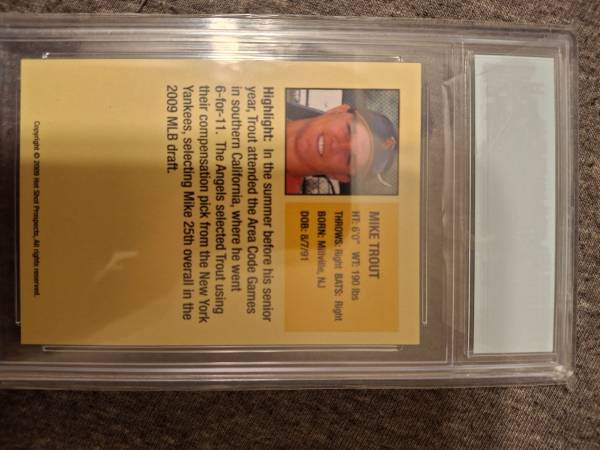 MIKE TROUT
HT: 6'0" WT: 190 lbs
THROWS: Right BATS: Right
BORN: Millville, NJ
DOB: 8/7/91
Highlight: In the summer before his senior
year, Trout attended the Area Code Games
in southern California, where he went
6-for-11. The Angels selected Trout using
their compensation pick from the New York
Yankees, selecting Mike 25th overall in the
2009 MLB draft.
Copyright © 2009 Hot Shot Prospects, All rights reserved.